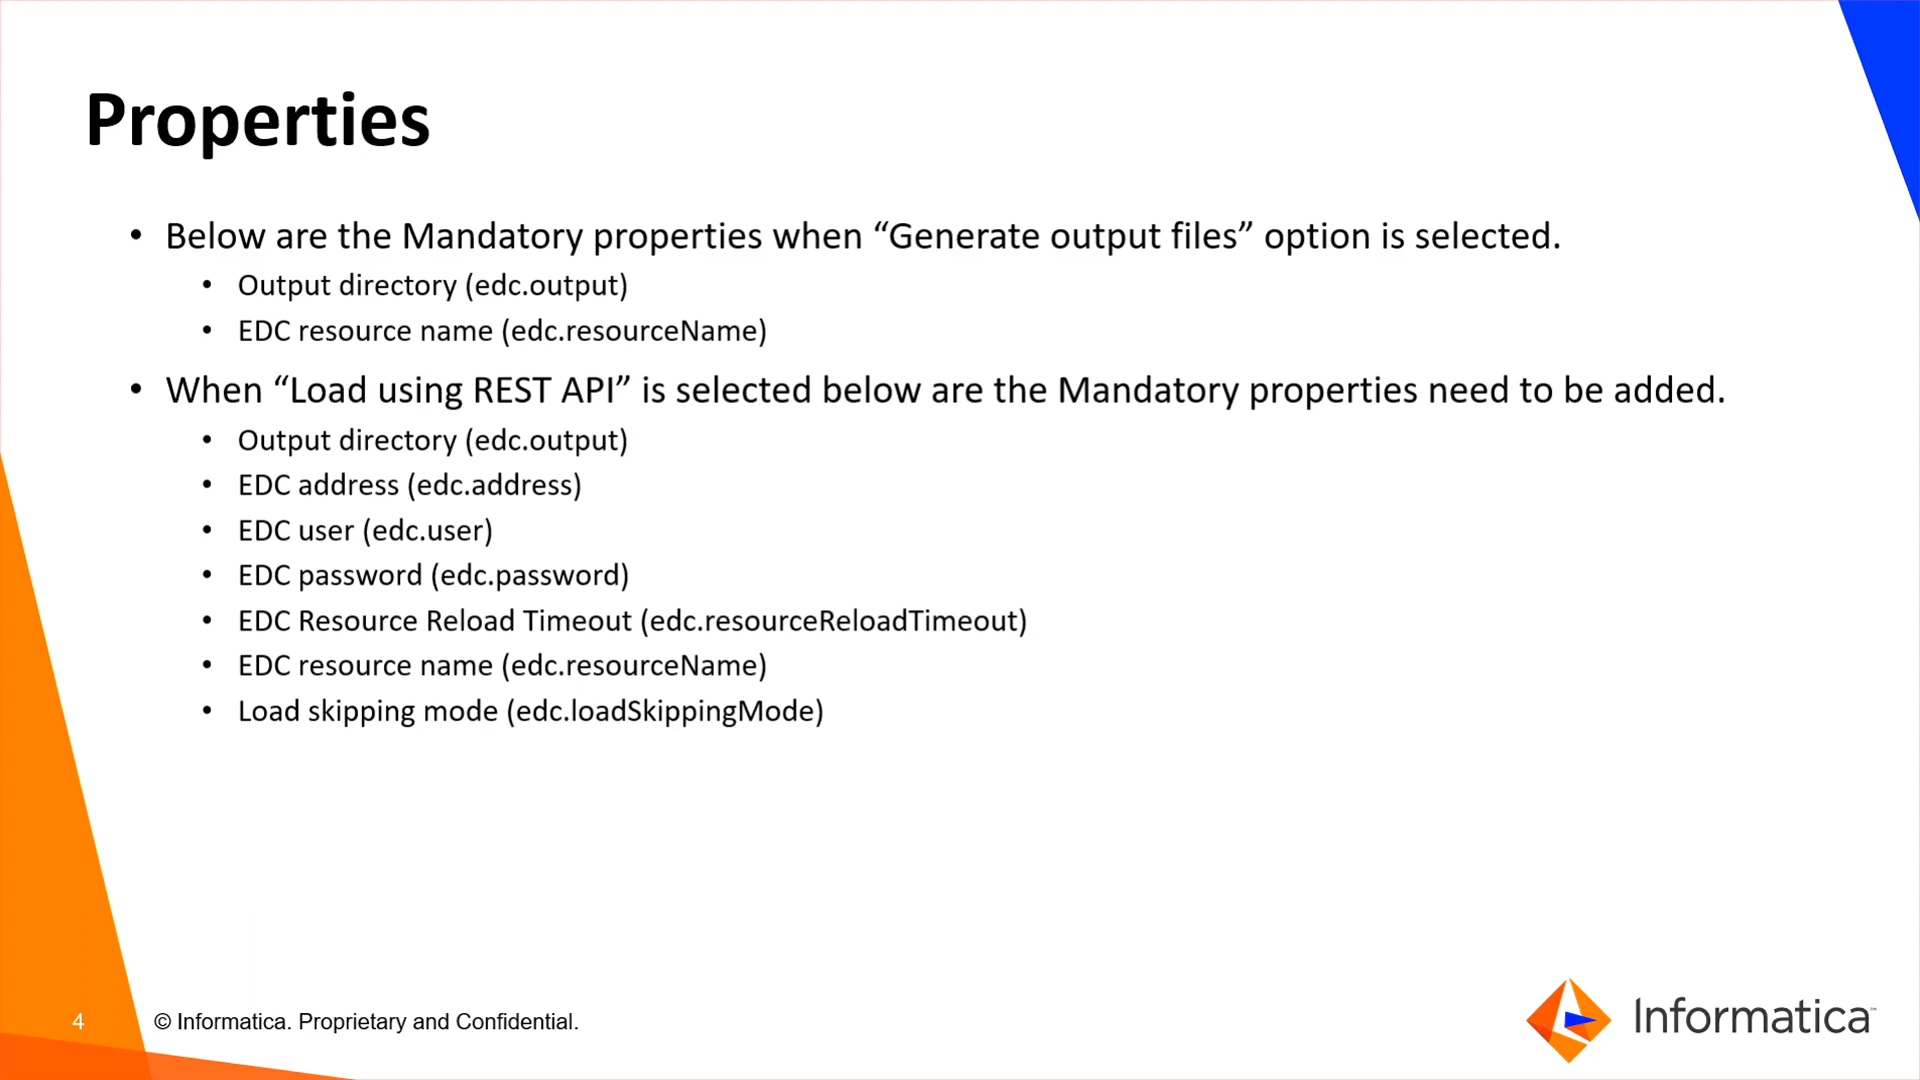 Properties
• Below are the Mandatory properties when “Generate output files” option is selected.
• Output directory (edc.output)
• EDC resource name (edc.resourceName)
• When “Load using REST API” is selected below are the Mandatory properties need to be added.
• Output directory (edc.output)
• EDC address (edc.address)
• EDC user (edc.user)
• EDC password (edc.password)
• EDC Resource Reload Timeout (edc.resourceReloadTimeout)
• EDC resource name (edc.resourceName)
• Load skipping mode (edc.loadSkippingMode)
4
© Informatica. Proprietary and Confidential.
Informatica™